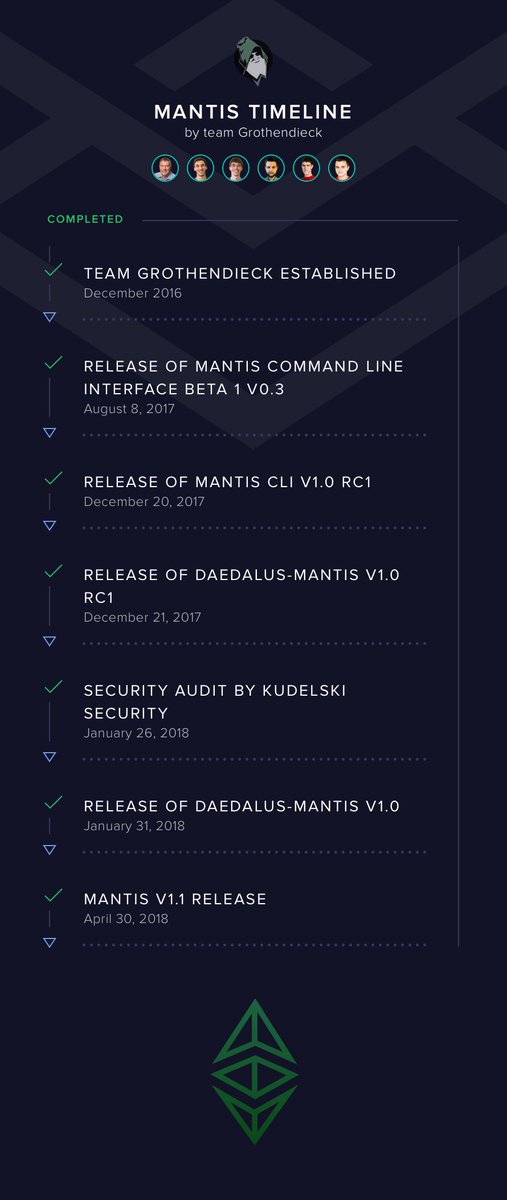 MANTIS TIMELINE
by team Grothendieck
COMPLETED
TEAM GROTHENDIECK ESTABLISHED
December 2016
RELEASE OF MANTIS COMMAND LINE
INTERFACE BETA 1 V0.3
August 8, 2017
RELEASE OF MANTIS CLI V1.0 RC1
December 20, 2017
RELEASE OF DAEDALUS-MANTIS V1.0
RC1
December 21, 2017
SECURITY AUDIT BY KUDELSKI
SECURITY
January 26, 2018
RELEASE OF DAEDALUS-MANTIS V1.0
January 31, 2018
MANTIS V1.1 RELEASE
April 30, 2018